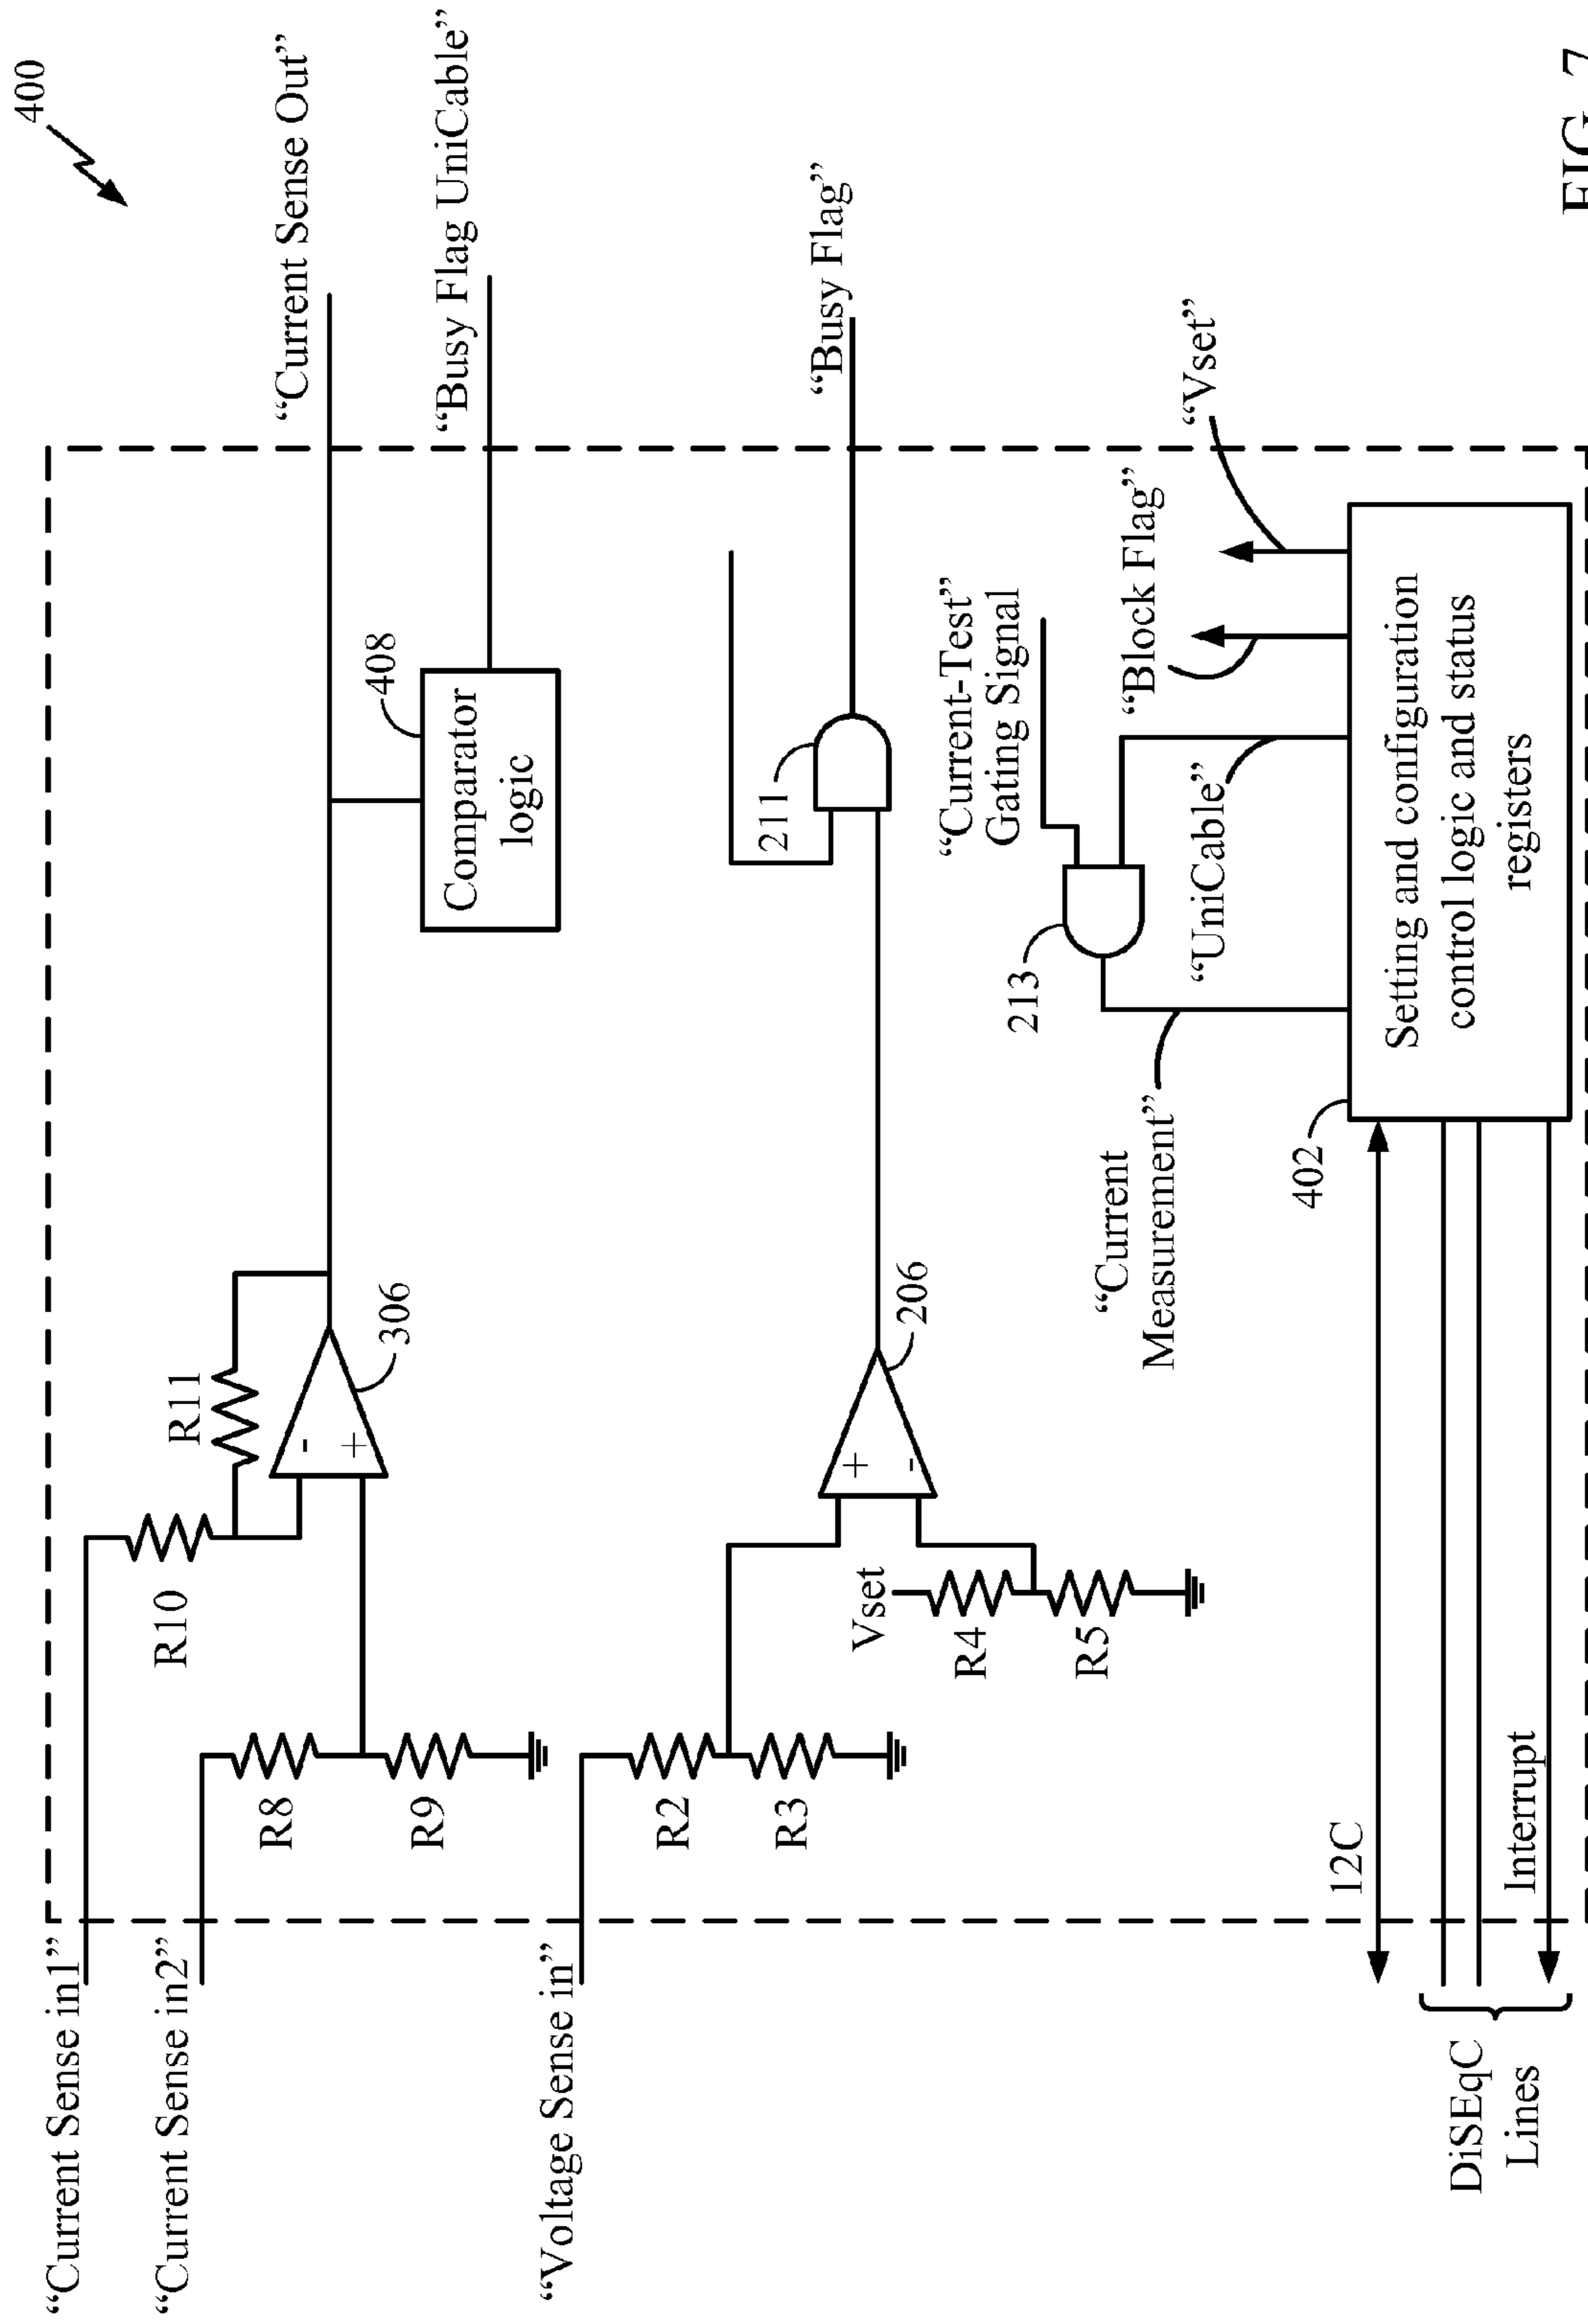 400
“Current Sense Out”
“Busy Flag UniCable”
“Current Sense in1”
“Current Sense in2”
R10
R11
-
+
306
R8
R9
408
Comparator
logic
“Busy Flag”
211
“Voltage Sense in”
R2
R3
+
-
206
Vset
R4
R5
“Current-Test”
Gating Signal
213
“Current
Measurement”
“UniCable”
“Block Flag”
“Vset”
402
Setting and configuration
control logic and status
registers
12C
Interrupt
DiSEqC
Lines
FIG. 7